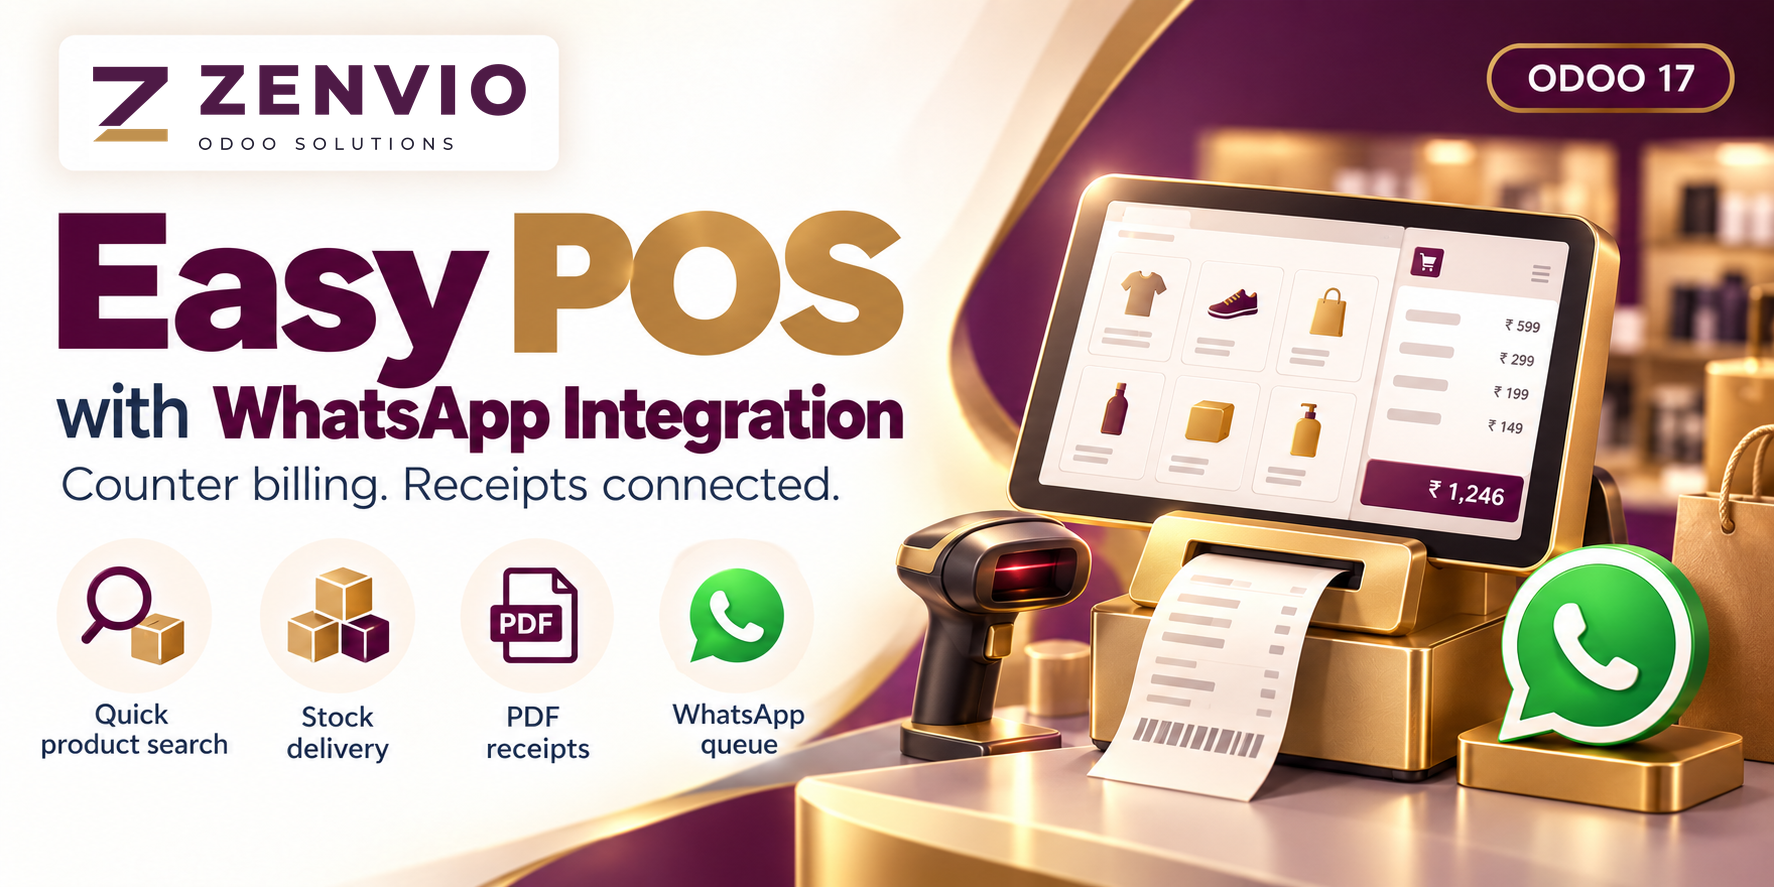 ZENVIO
ODOO SOLUTIONS
ODOO 17
Easy POS
with WhatsApp Integration
Counter billing. Receipts connected.
Quick
product search
Stock
delivery
PDF
PDF
receipts
WhatsApp
queue
₹ 599
₹ 299
₹ 199
₹ 149
₹ 1,246